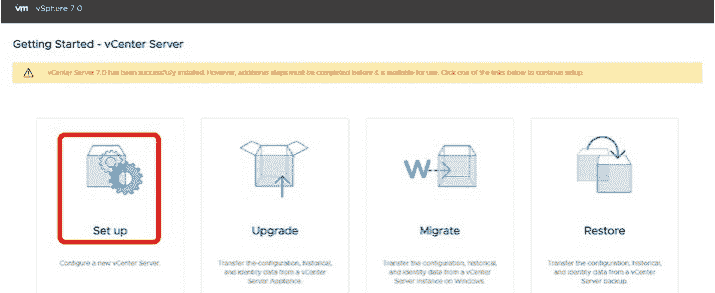 vm vSphere 7.0
Getting Started - vCenter Server
vCenter Server 7.0 has been successfully installed. However, additional steps must be completed before it is available for use. Click one of the tasks below to continue setup.
Set up
Upgrade
Migrate
Restore
Configure a new vCenter Server.
Transfer the configuration, historical,
and identity data from a vCenter
Server Appliance.
Transfer the configuration, historical,
and identity data from a vCenter
Server instance on Windows.
Transfer the configuration, historical,
and identity data from a vCenter
Server backup.